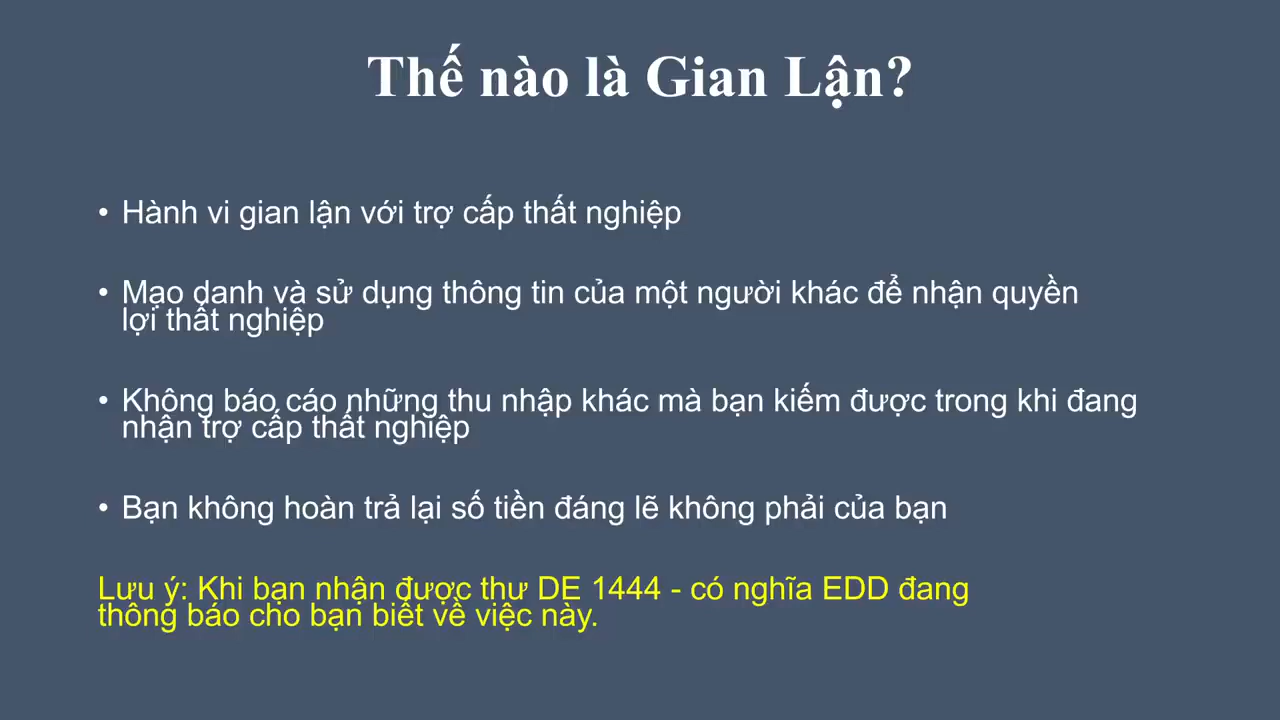 Thế nào là Gian Lận?
• Hành vi gian lận với trợ cấp thất nghiệp
• Mạo danh và sử dụng thông tin của một người khác để nhận quyền
lợi thất nghiệp
• Không báo cáo những thu nhập khác mà bạn kiếm được trong khi đang
nhận trợ cấp thất nghiệp
• Bạn không hoàn trả lại số tiền đáng lẽ không phải của bạn
Lưu ý: Khi bạn nhận được thư DE 1444 - có nghĩa EDD đang
thông báo cho bạn biết về việc này.